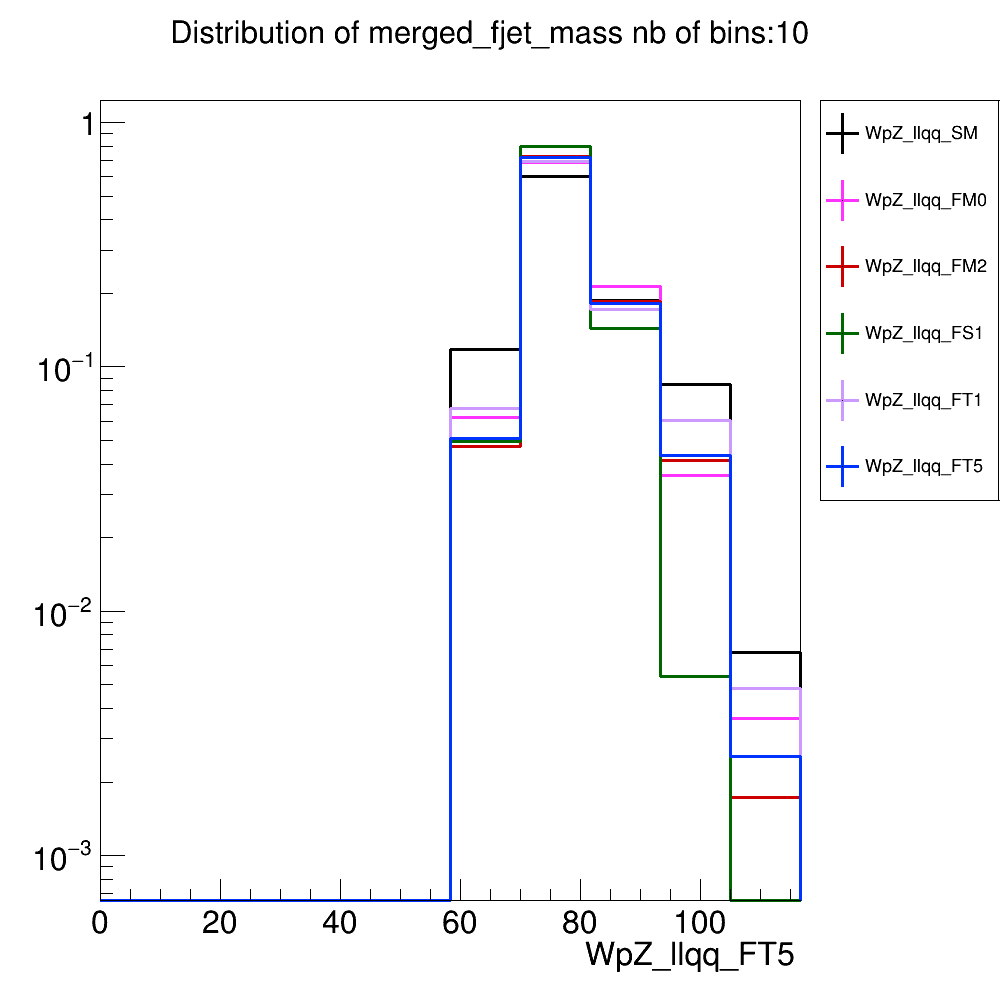 Distribution of merged_fjet_mass nb of bins:10
1
10⁻¹
10⁻²
10⁻³
0 20 40 60 80 100
WpZ_llqq_FT5
WpZ_llqq_SM
WpZ_llqq_FM0
WpZ_llqq_FM2
WpZ_llqq_FS1
WpZ_llqq_FT1
WpZ_llqq_FT5